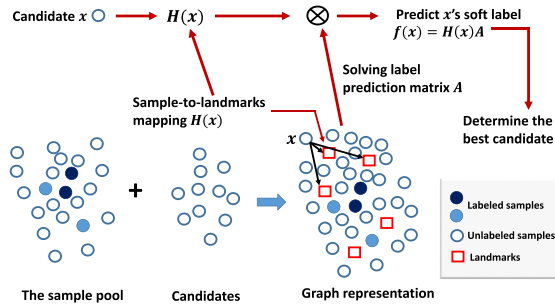 Candidate x
H(x)
Predict x's soft label
f(x) = H(x)A
Solving label
prediction matrix A
Sample-to-landmarks
mapping H(x)
Determine the
best candidate
x
Labeled samples
Unlabeled samples
Landmarks
The sample pool
Candidates
Graph representation